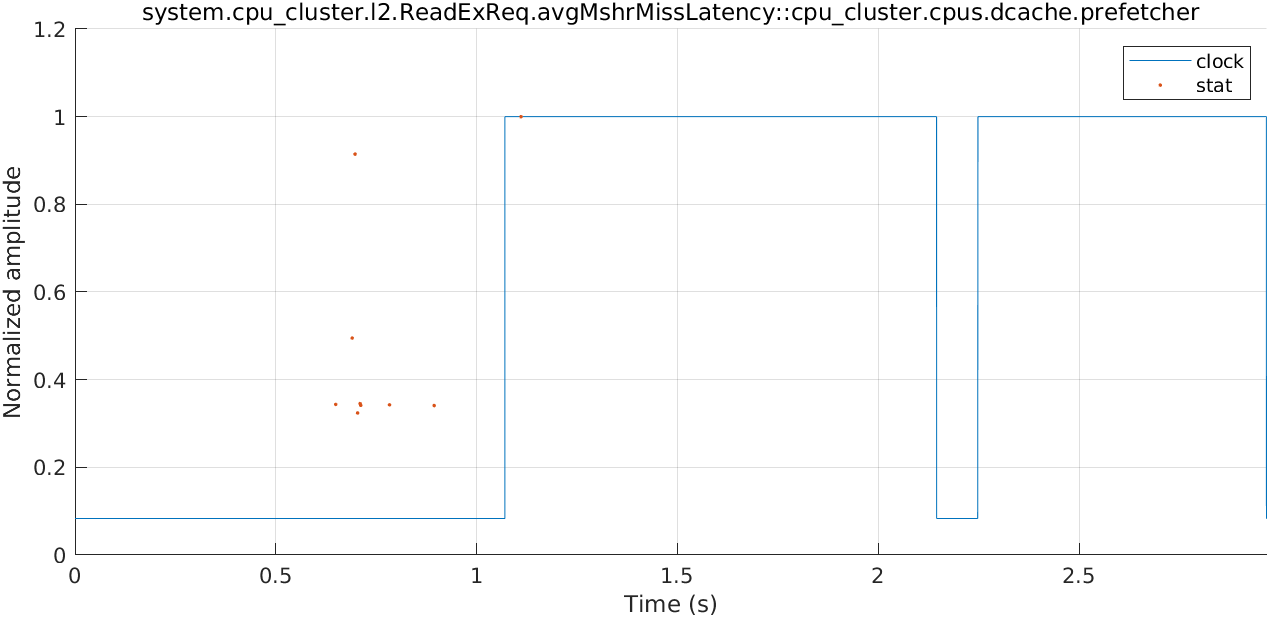 system.cpu_cluster.l2.ReadExReq.avgMshrMissLatency::cpu_cluster.cpus.dcache.prefetcher
1.2
1
0.8
0.6
0.4
0.2
0
Normalized amplitude
clock
stat
0 0.5 1 1.5 2 2.5
Time (s)